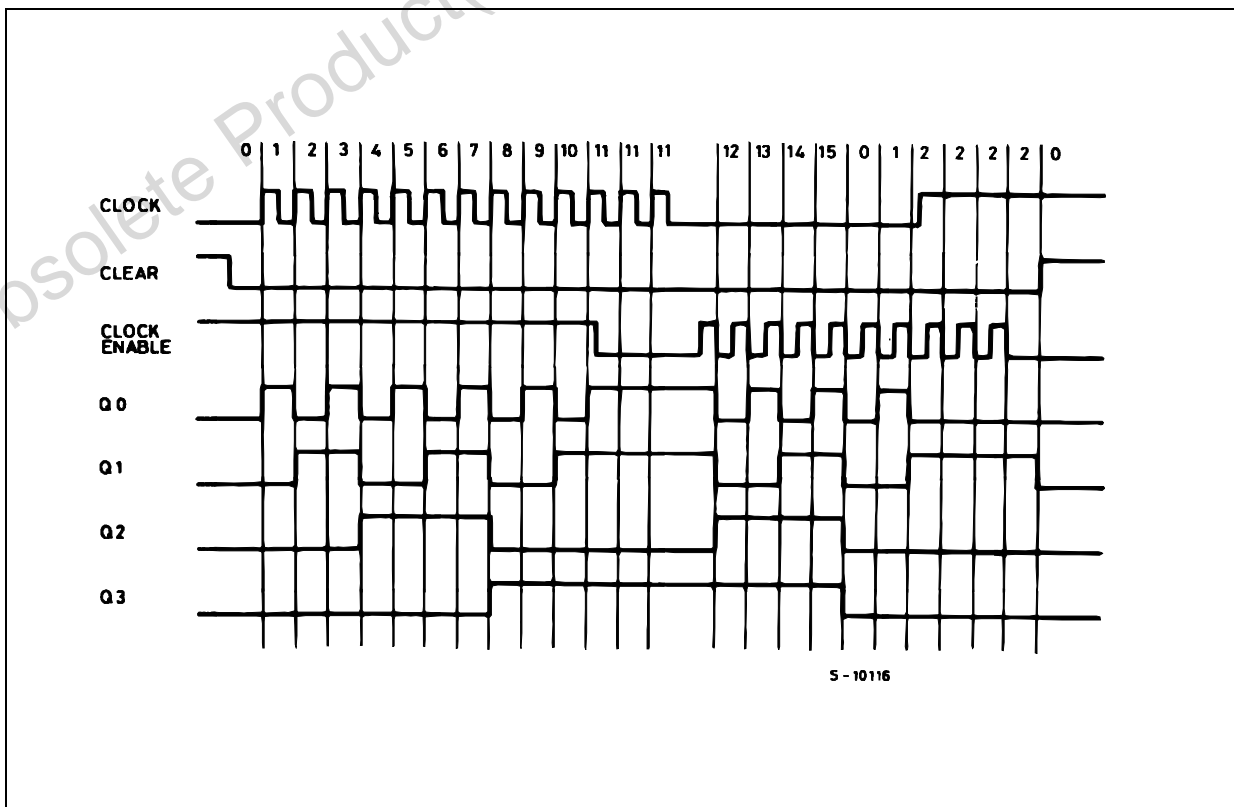 Obsolete Product(
0 1 2 3 4 5 6 7 8 9 10 11 11 11 12 13 14 15 0 1 2 2 2 2 0
CLOCK
CLEAR
CLOCK
ENABLE
Q0
Q1
Q2
Q3
S-10116